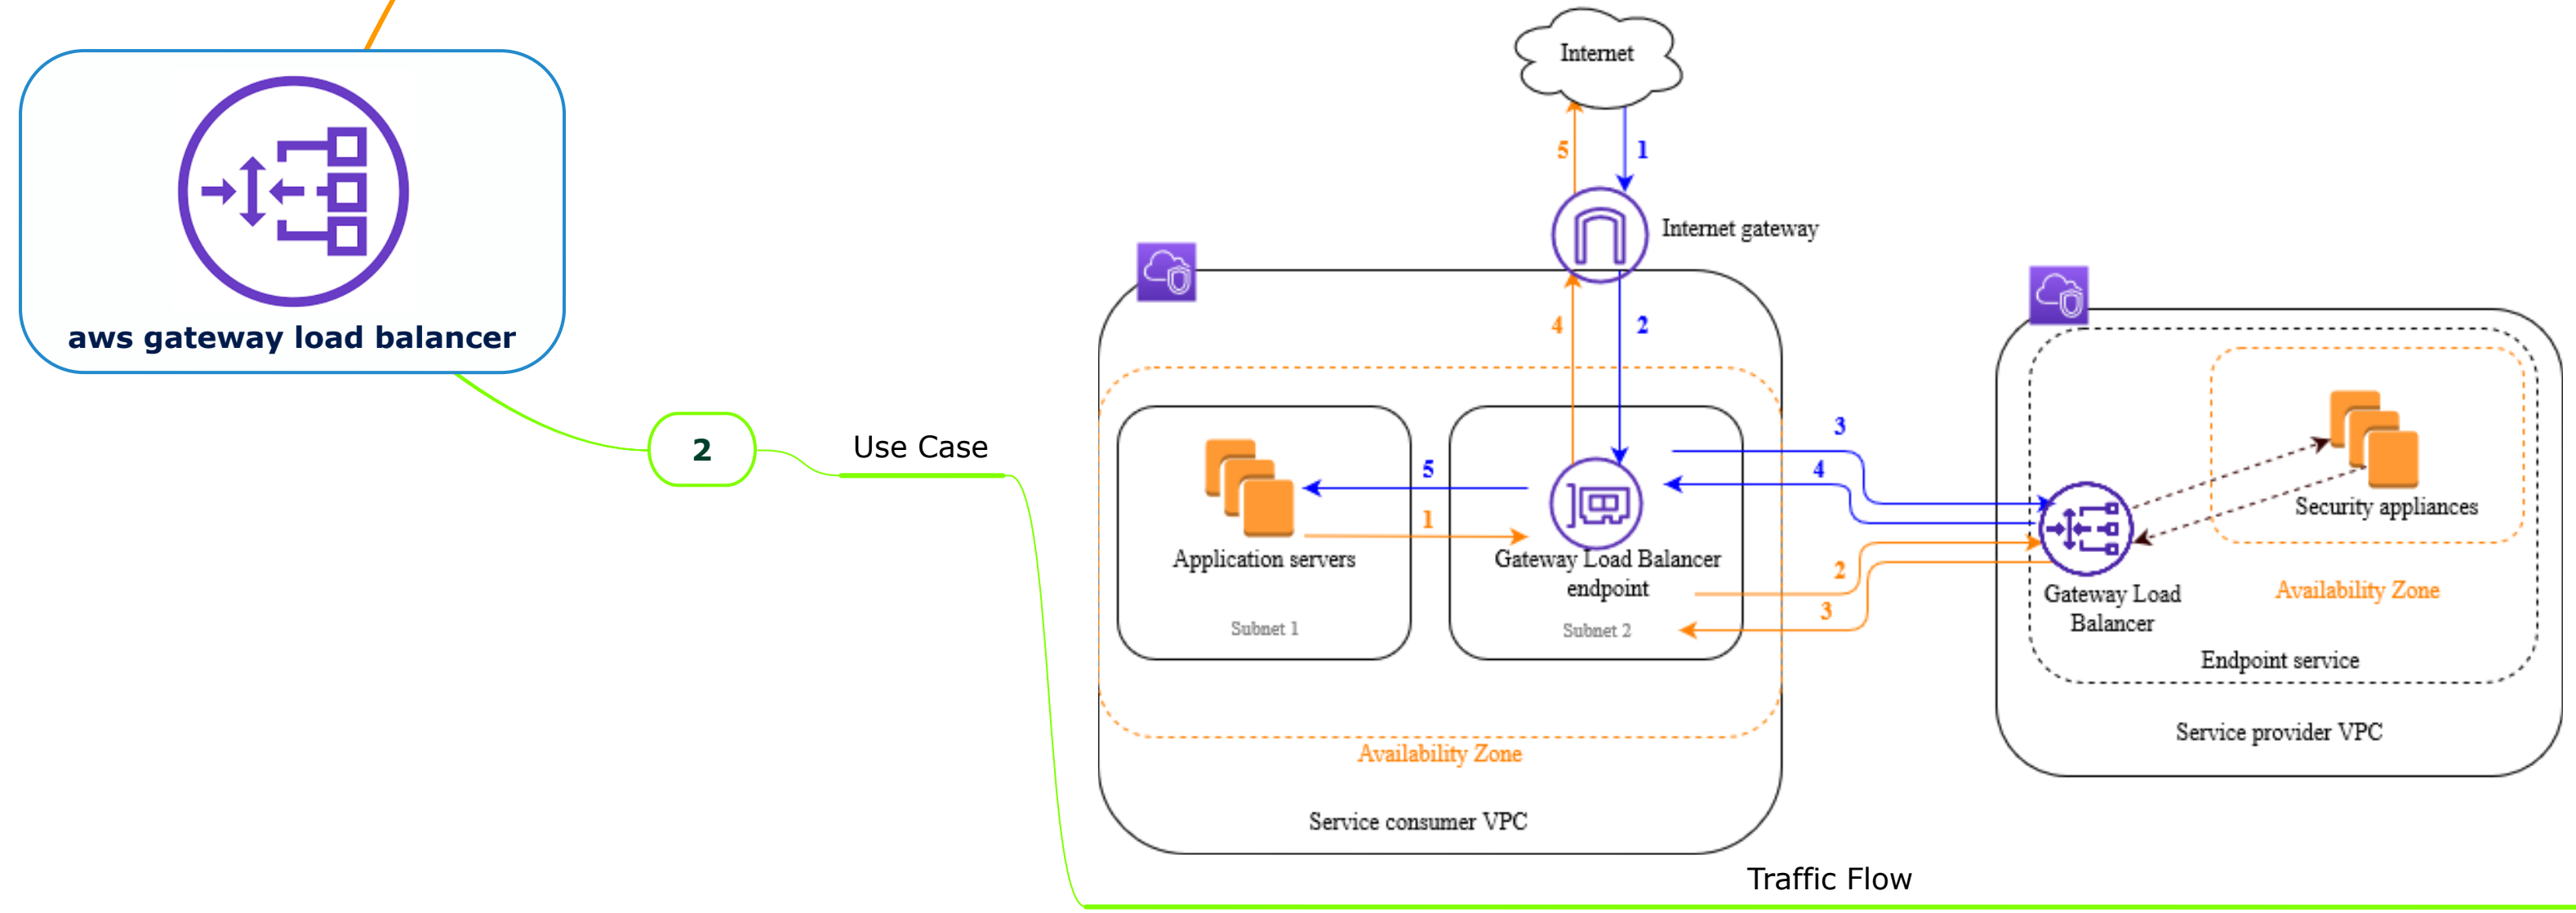 aws gateway load balancer
2
Use Case
Internet
5
1
Internet gateway
4
2
5
1
Application servers
Subnet 1
Gateway Load Balancer
endpoint
Subnet 2
Availability Zone
Service consumer VPC
3
4
2
3
Security appliances
Availability Zone
Gateway Load
Balancer
Endpoint service
Service provider VPC
Traffic Flow